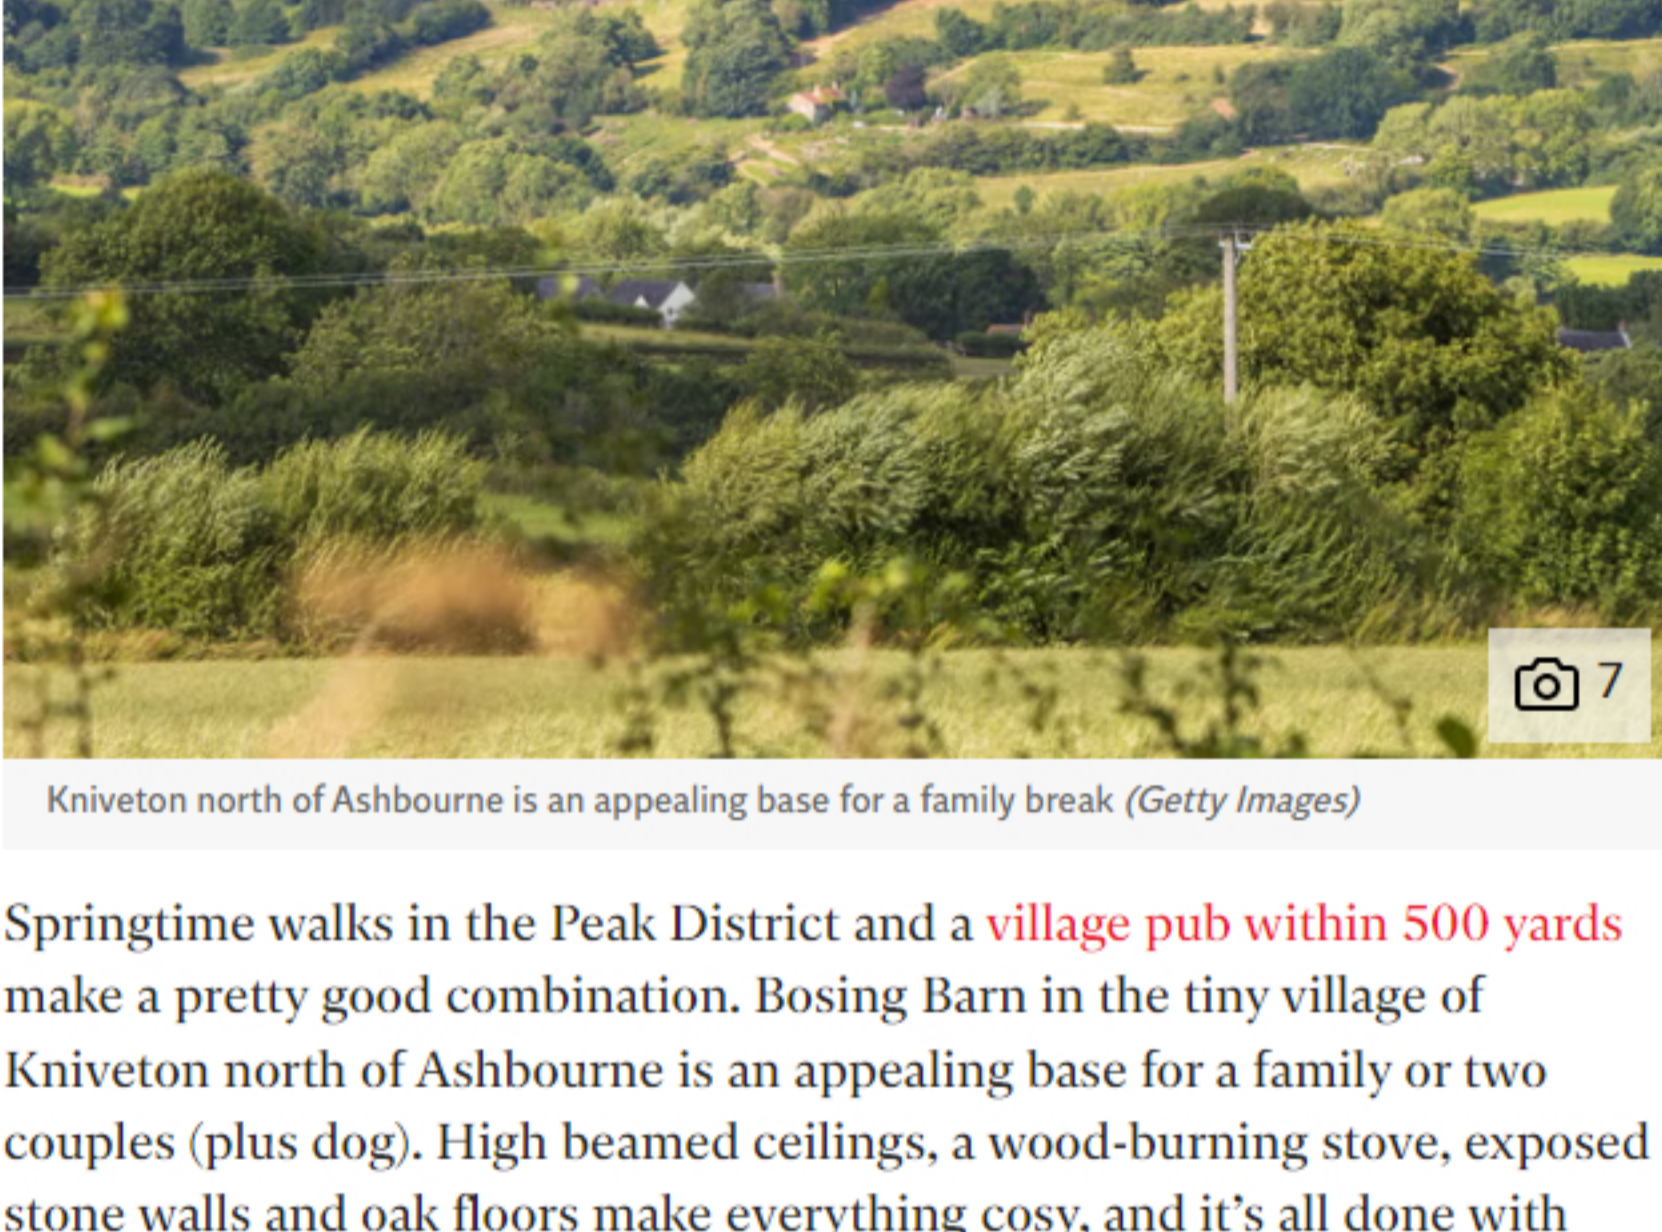 7
Kniveton north of Ashbourne is an appealing base for a family break (Getty Images)
Springtime walks in the Peak District and a village pub within 500 yards
make a pretty good combination. Bosing Barn in the tiny village of
Kniveton north of Ashbourne is an appealing base for a family or two
couples (plus dog). High beamed ceilings, a wood-burning stove, exposed
stone walls and oak floors make everything cosy, and it’s all done with